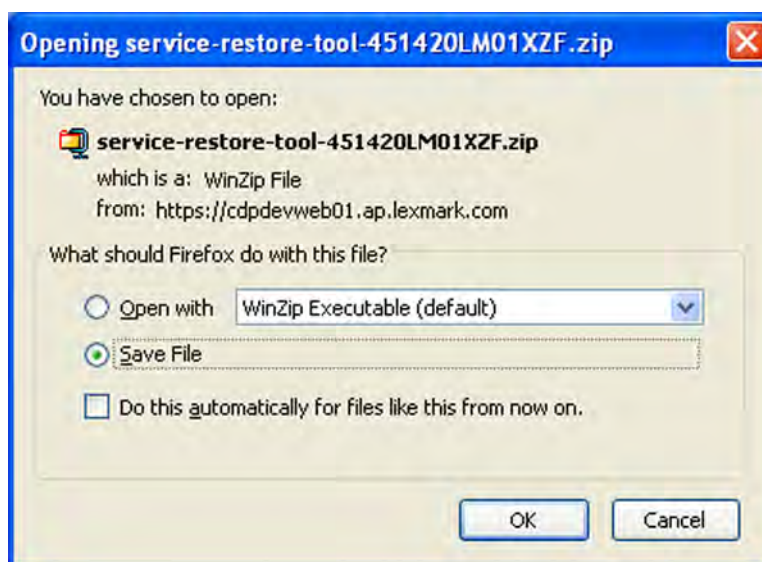 Opening service-restore-tool-451420LM01XZF.zip
You have chosen to open:
service-restore-tool-451420LM01XZF.zip
which is a: WinZip File
from: https://cdpdevweb01.ap.lexmark.com
What should Firefox do with this file?
Open with WinZip Executable (default)
Save File
Do this automatically for files like this from now on.
OK Cancel